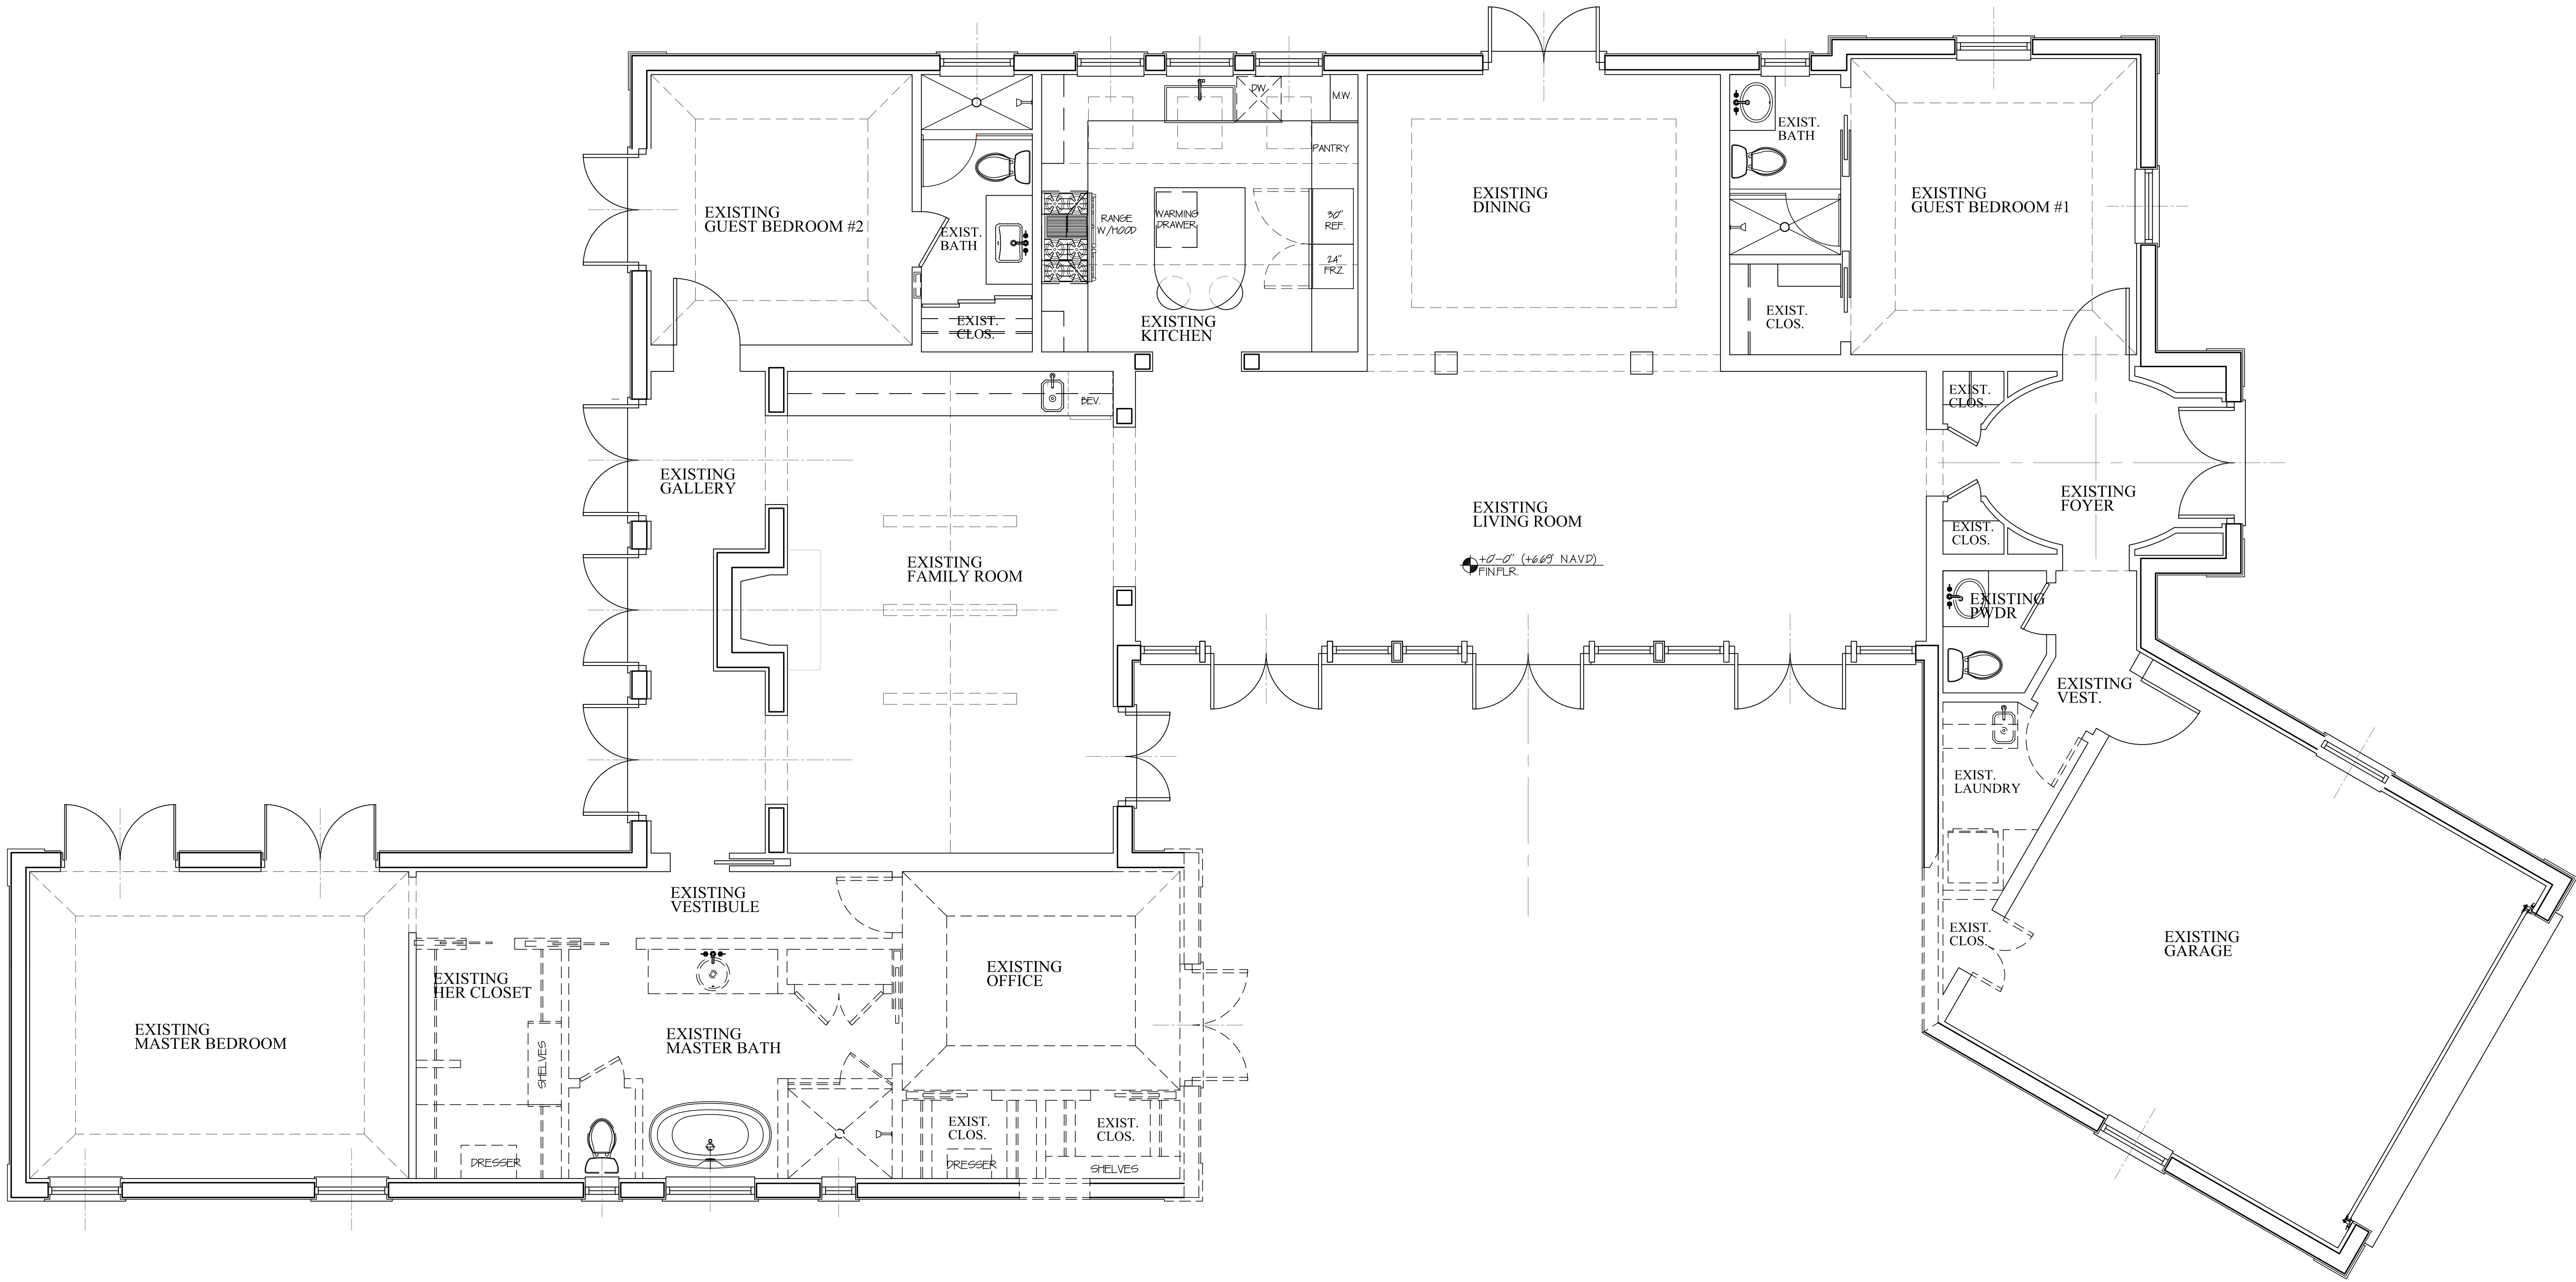 DW
M.W.
EXIST.
BATH
PANTRY
EXISTING
GUEST BEDROOM #2
EXIST.
BATH
RANGE
W/HOOD
WARMING
DRAWER
30"
REF.
24"
FRZ.
EXISTING
DINING
EXISTING
GUEST BEDROOM #1
EXIST.
CLOS.
EXISTING
KITCHEN
EXIST.
CLOS.
BEV.
EXIST.
CLOS.
EXISTING
GALLERY
EXISTING
FAMILY ROOM
EXISTING
LIVING ROOM
+0'-0" (+6.69' N.A.V.D)
FIN.FLR.
EXISTING
FOYER
EXIST.
CLOS.
EXISTING
PWDR
EXISTING
VEST.
EXIST.
LAUNDRY
EXISTING
VESTIBULE
EXIST.
CLOS.
EXISTING
GARAGE
EXISTING
HER CLOSET
EXISTING
OFFICE
EXISTING
MASTER BEDROOM
SHELVES
EXISTING
MASTER BATH
EXIST.
CLOS.
EXIST.
CLOS.
DRESSER
DRESSER
SHELVES